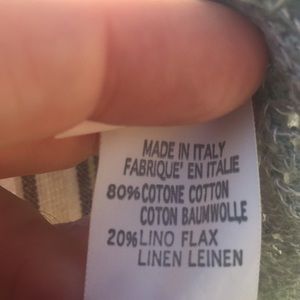 MADE IN ITALY
FABRIQUE' EN ITALIE
80% COTONE COTTON
COTON BAUMWOLLE
20% LINO FLAX
LINEN LEINEN